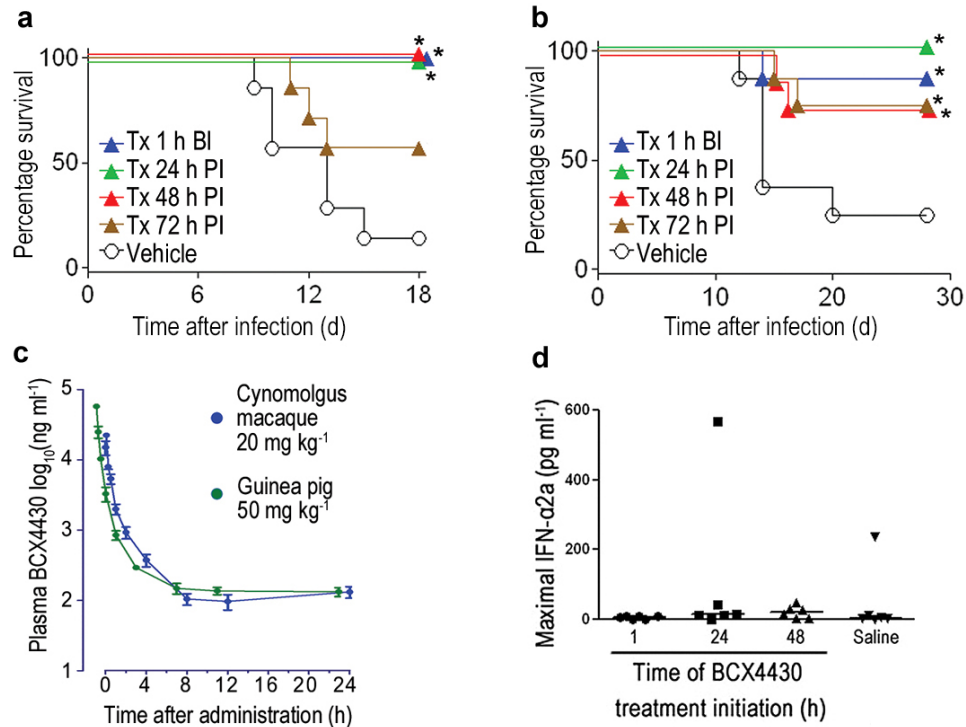 a
Percentage survival
100
50
0
* *
*
Tx 1 h BI
Tx 24 h PI
Tx 48 h PI
Tx 72 h PI
Vehicle
0 6 12 18
Time after infection (d)
b
Percentage survival
100
50
0
*
*
*
*
Tx 1 h BI
Tx 24 h PI
Tx 48 h PI
Tx 72 h PI
Vehicle
0 10 20 30
Time after infection (d)
c
Plasma BCX4430 log₁₀(ng ml⁻¹)
5
4
3
2
1
Cynomolgus
macaque
20 mg kg⁻¹
Guinea pig
50 mg kg⁻¹
0 4 8 12 16 20 24
Time after administration (h)
d
Maximal IFN-α2a (pg ml⁻¹)
600
400
200
0
1 24 48 Saline
Time of BCX4430
treatment initiation (h)